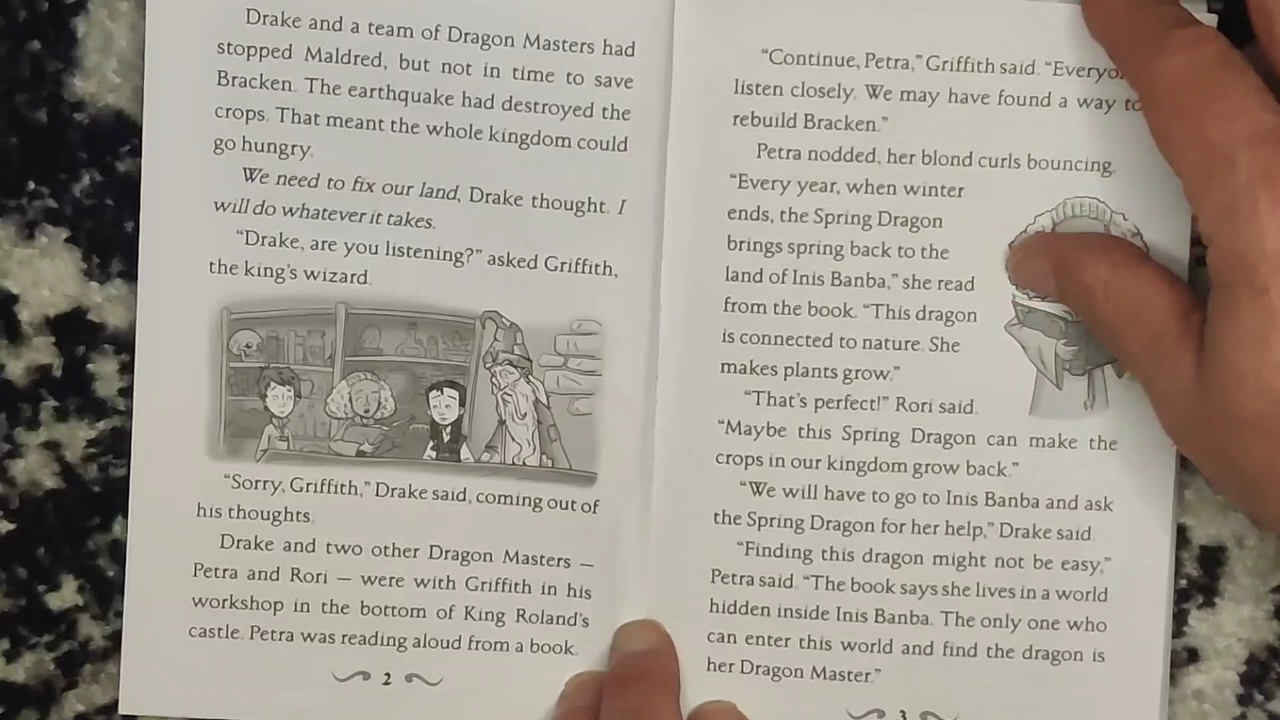 Drake and a team of Dragon Masters had
stopped Maldred, but not in time to save
Bracken. The earthquake had destroyed the
crops. That meant the whole kingdom could
go hungry.
We need to fix our land, Drake thought. I
will do whatever it takes.
“Drake, are you listening?” asked Griffith,
the king’s wizard.
“Sorry, Griffith,” Drake said, coming out of
his thoughts.
Drake and two other Dragon Masters —
Petra and Rori — were with Griffith in his
workshop in the bottom of King Roland’s
castle. Petra was reading aloud from a book.
2
“Continue, Petra,” Griffith said.
listen closely. We may have found a way to
rebuild Bracken.”
Petra nodded, her blond curls bouncing.
“Every year, when winter
ends, the Spring Dragon
brings spring back to the
land of Inis Banba,” she read
from the book. “This dragon
is connected to nature. She
makes plants grow.”
“That’s perfect!” Rori said.
“Maybe this Spring Dragon can make the
crops in our kingdom grow back.”
“We will have to go to Inis Banba and ask
the Spring Dragon for her help,” Drake said.
“Finding this dragon might not be easy,”
Petra said. “The book says she lives in a world
hidden inside Inis Banba. The only one who
can enter this world and find the dragon is
her Dragon Master.”
3